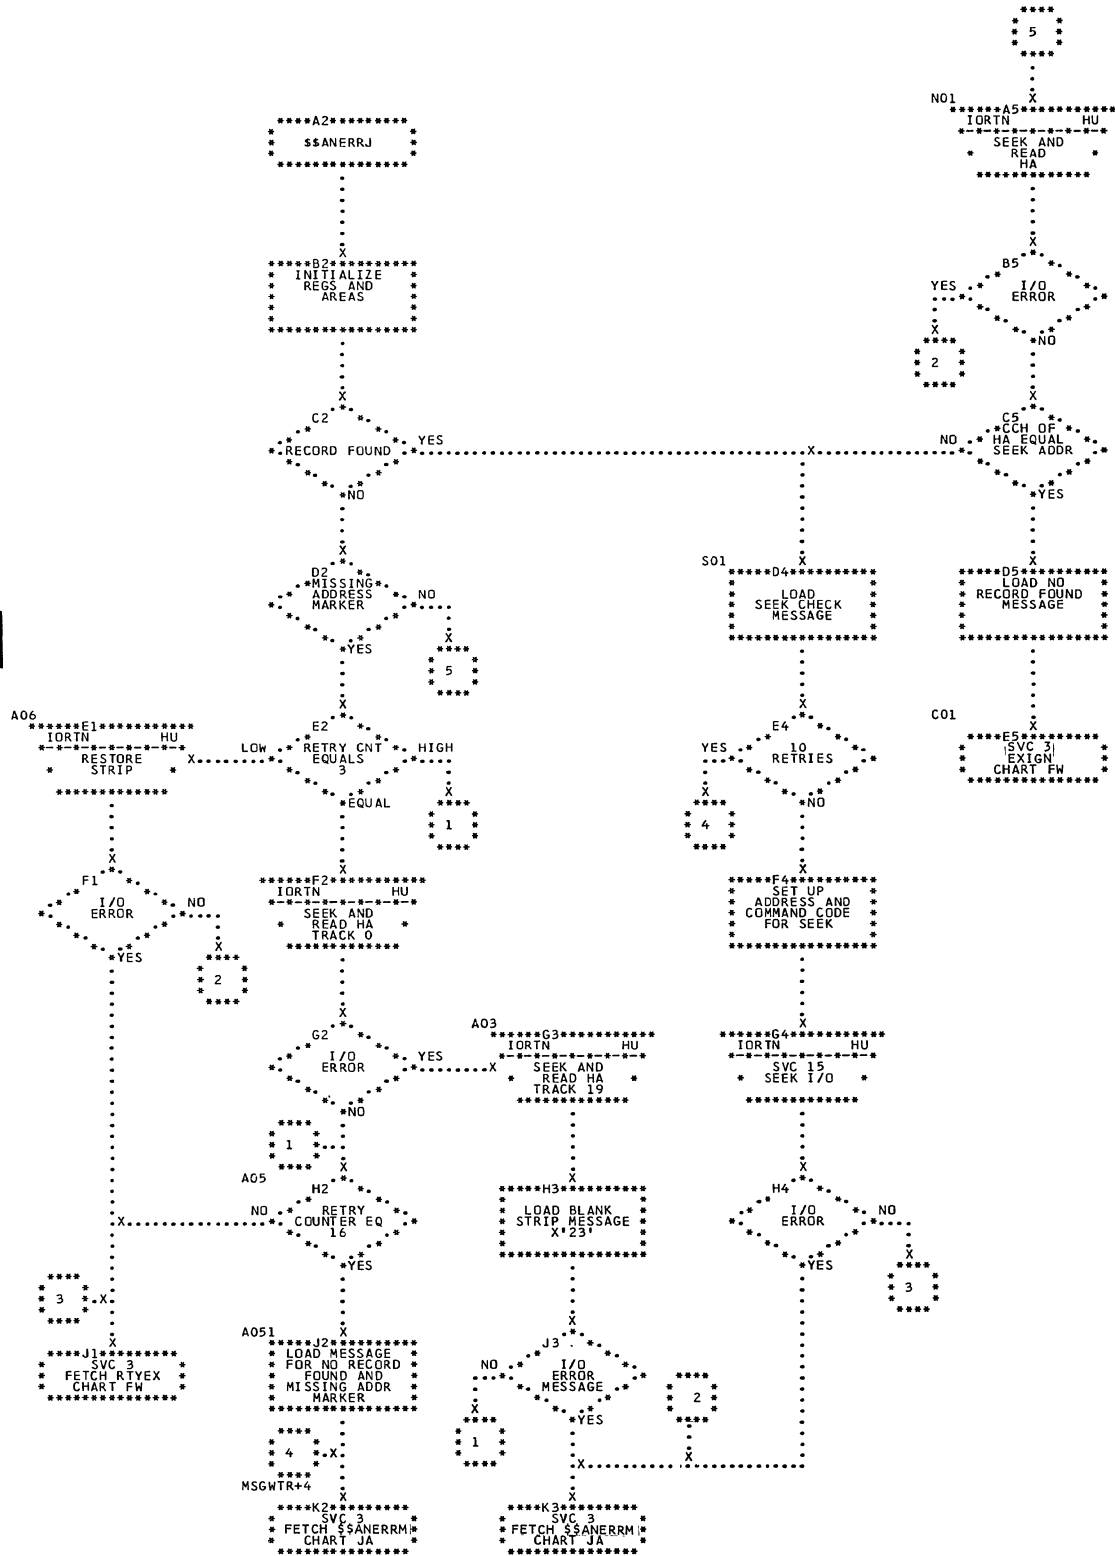 5
N01
A5
IORTN HU
SEEK AND
READ
HA
A2
$$ANERRJ
B2
INITIALIZE
REGS AND
AREAS
B5
I/O
ERROR
YES
NO
2
C2
RECORD FOUND
YES
NO
C5
CCH OF
HA EQUAL
SEEK ADDR
NO
YES
D2
MISSING
ADDRESS
MARKER
NO
YES
5
S01
D4
LOAD
SEEK CHECK
MESSAGE
D5
LOAD NO
RECORD FOUND
MESSAGE
A06
E1
IORTN HU
RESTORE
STRIP
E2
RETRY CNT
EQUALS
3
LOW
HIGH
EQUAL
1
E4
10
RETRIES
YES
NO
4
C01
E5
SVC 3
EXIGN
CHART FW
F1
I/O
ERROR
NO
YES
2
F2
IORTN HU
SEEK AND
READ HA
TRACK 0
F4
SET UP
ADDRESS AND
COMMAND CODE
FOR SEEK
G2
I/O
ERROR
YES
NO
A03
G3
IORTN HU
SEEK AND
READ HA
TRACK 19
G4
IORTN HU
SVC 15
SEEK I/O
1
A05
H2
RETRY
COUNTER EQ
16
NO
YES
H3
LOAD BLANK
STRIP MESSAGE
X'23'
H4
I/O
ERROR
NO
YES
3
3
J1
SVC 3
FETCH RTYEX
CHART FW
A051
J2
LOAD MESSAGE
FOR NO RECORD
FOUND AND
MISSING ADDR
MARKER
J3
I/O
ERROR
MESSAGE
NO
YES
1
2
4
MSGWTR+4
K2
SVC 3
FETCH $$ANERRM
CHART JA
K3
SVC 3
FETCH $$ANERRM
CHART JA